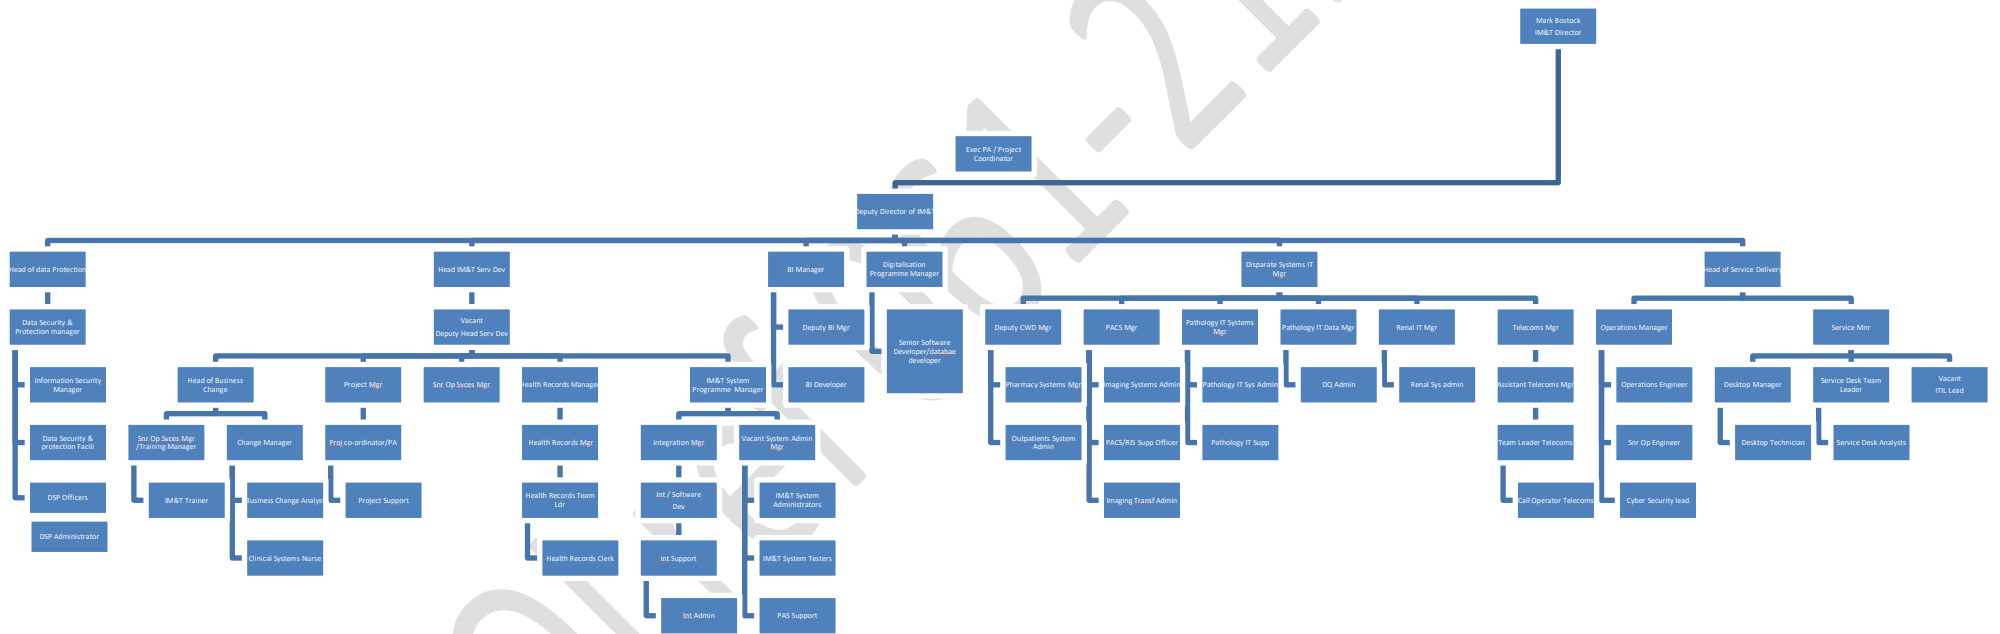 Mark Bostock
IM&T Director
Exec PA / Project
Coordinator
Deputy Director of IM&T
Head of data Protection
Head IM&T Serv Dev
BI Manager
Digitalisation
Programme Manager
Disparate Systems IT
Mgr
Head of Service Delivery
Data Security &
Protection manager
Vacant
Deputy Head Serv Dev
Deputy BI Mgr
Senior Software
Developer/databae
developer
Deputy CWD Mgr
PACS Mgr
Pathology IT Systems
Mgr
Pathology IT Data Mgr
Renal IT Mgr
Telecoms Mgr
Operations Manager
Service Mnr
Information Security
Manager
Head of Business
Change
Project Mgr
Snr Op Svces Mgr
Health Records Manager
IM&T System
Programme Manager
BI Developer
Pharmacy Systems Mgr
Imaging Systems Admin
Pathology IT Sys Admin
DQ Admin
Renal Sys admin
Assistant Telecoms Mgr
Operations Engineer
Desktop Manager
Service Desk Team
Leader
Vacant
ITIL Lead
Data Security &
protection Facili
Snr Op Svces Mgr
/Training Manager
Change Manager
Proj co-ordinator/PA
Health Records Mgr
Integration Mgr
Vacant System Admin
Mgr
Outpatients System
Admin
PACS/RIS Supp Officer
Pathology IT Supp
Team Leader Telecoms
Snr Op Engineer
Desktop Technician
Service Desk Analysts
DSP Officers
IM&T Trainer
Business Change Analys
Project Support
Health Records Team
Ldr
Int / Software
Dev
IM&T System
Administrators
Imaging Transf Admin
Call Operator Telecoms
Cyber Security lead
DSP Administrator
Clinical Systems Nurse
Health Records Clerk
Int Support
IM&T System Testers
Int Admin
PAS Support